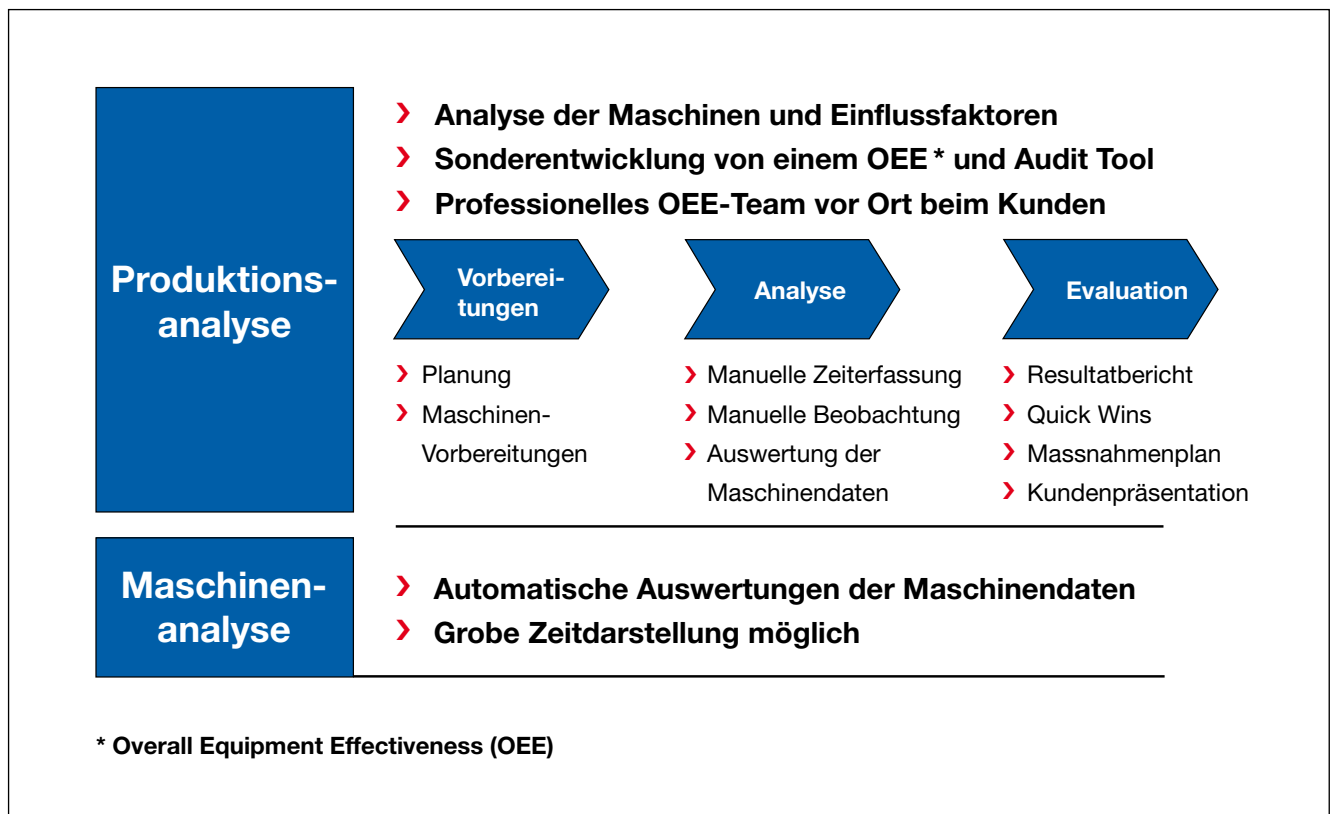 Produktions-
analyse
Analyse der Maschinen und Einflussfaktoren
Sonderentwicklung von einem OEE * und Audit Tool
Professionelles OEE-Team vor Ort beim Kunden
Vorberei-
tungen
Planung
Maschinen-
Vorbereitungen
Analyse
Manuelle Zeiterfassung
Manuelle Beobachtung
Auswertung der
Maschinendaten
Evaluation
Resultatbericht
Quick Wins
Massnahmenplan
Kundenpräsentation
Maschinen-
analyse
Automatische Auswertungen der Maschinendaten
Grobe Zeitdarstellung möglich
* Overall Equipment Effectiveness (OEE)